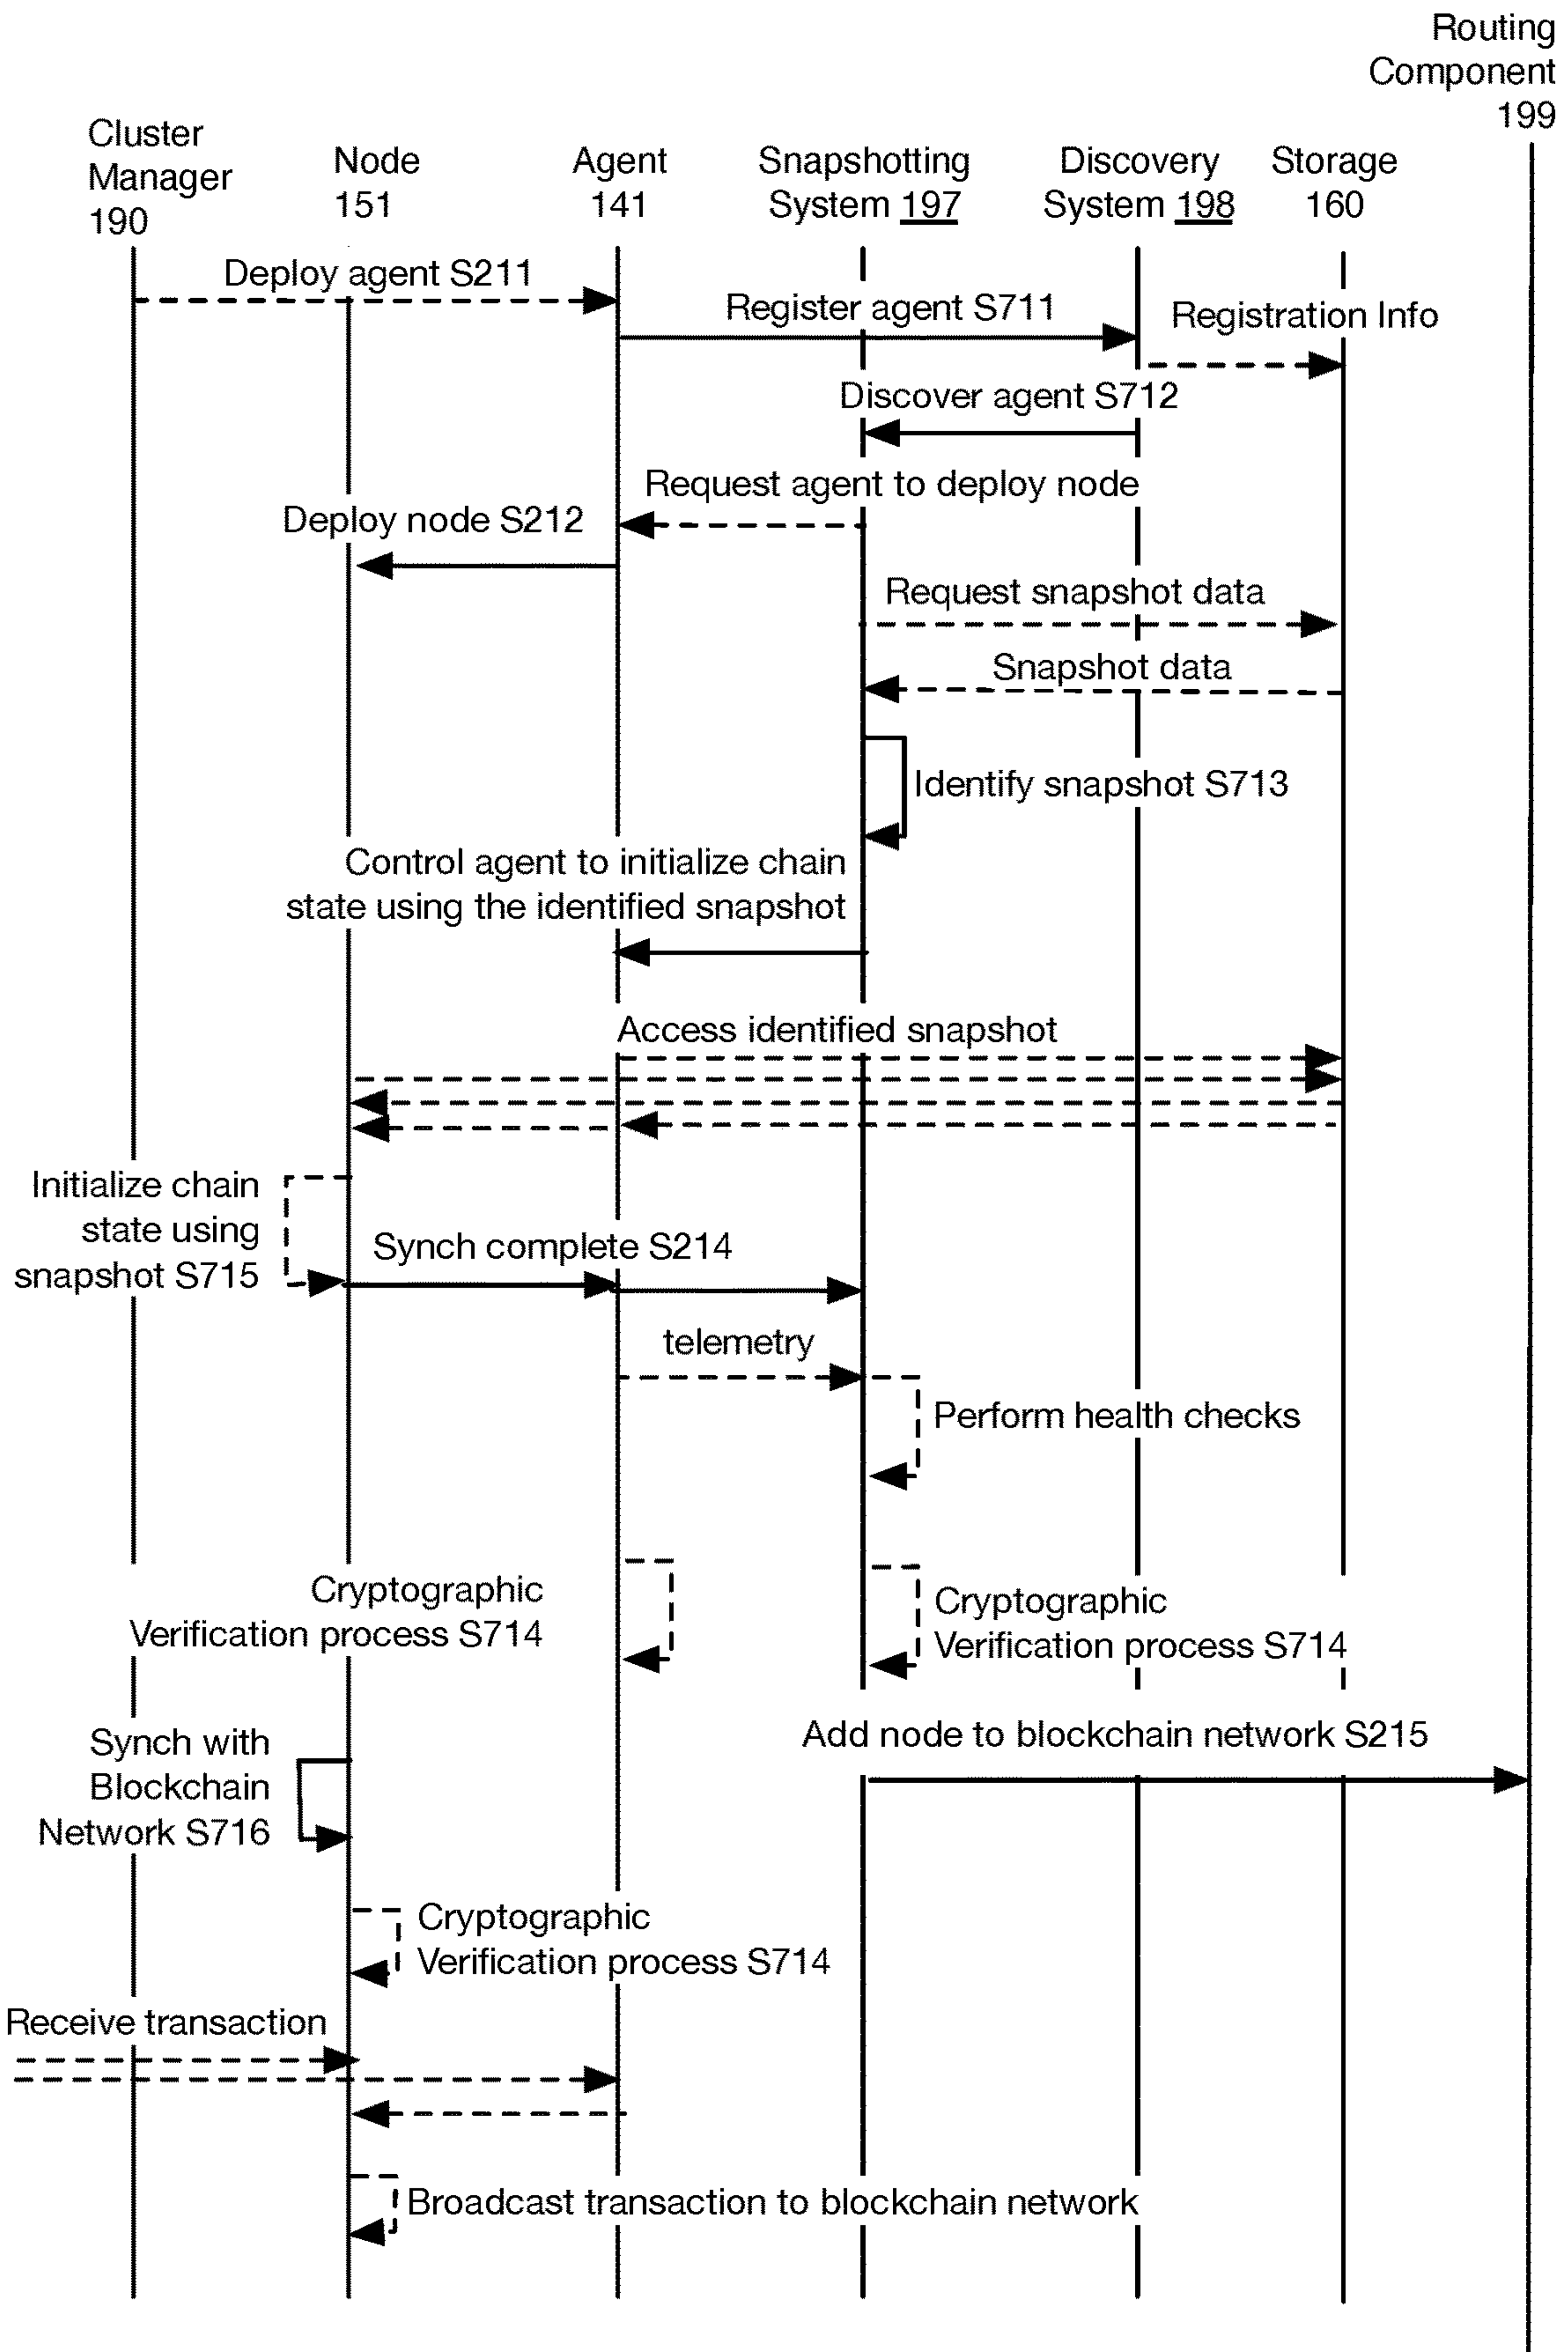 Routing
Component
199
Cluster
Manager
190
Node
151
Agent
141
Snapshotting
System 197
Discovery
System 198
Storage
160
Deploy agent S211
Register agent S711
Registration Info
Discover agent S712
Request agent to deploy node
Deploy node S212
Request snapshot data
Snapshot data
Identify snapshot S713
Control agent to initialize chain
state using the identified snapshot
Access identified snapshot
Initialize chain
state using
snapshot S715
Synch complete S214
telemetry
Perform health checks
Cryptographic
Verification process S714
Cryptographic
Verification process S714
Add node to blockchain network S215
Synch with
Blockchain
Network S716
Cryptographic
Verification process S714
Receive transaction
Broadcast transaction to blockchain network